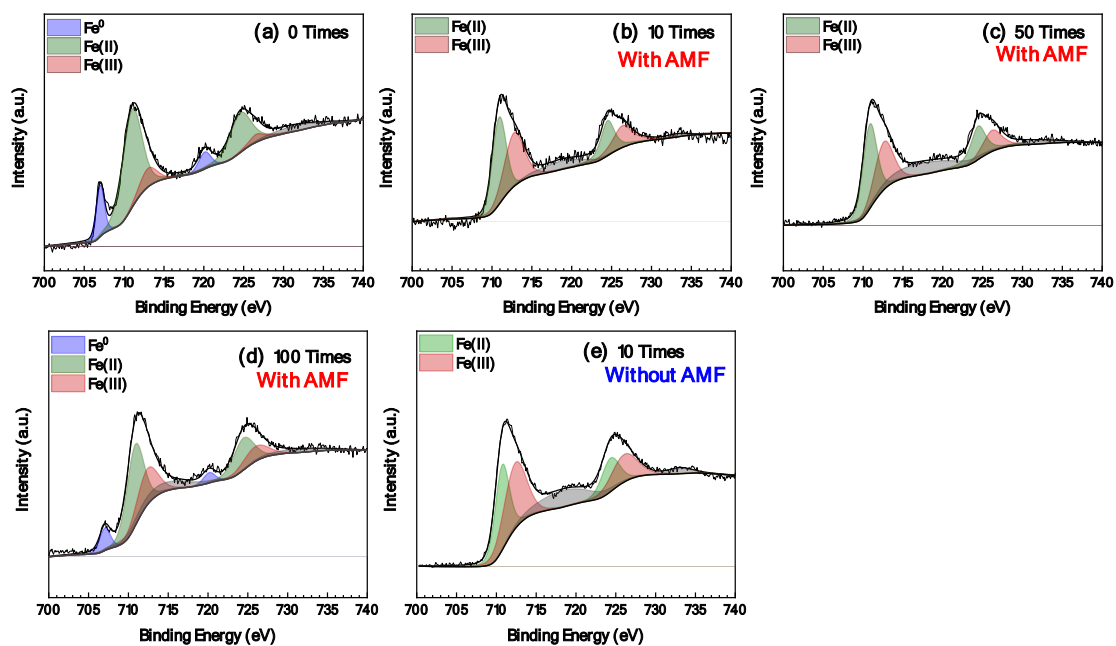 Fe⁰
Fe(II)
Fe(III)
(a) 0 Times
Intensity (a.u.)
700 705 710 715 720 725 730 735 740
Binding Energy (eV)
Fe(II)
Fe(III)
(b) 10 Times
With AMF
Intensity (a.u.)
700 705 710 715 720 725 730 735 740
Binding Energy (eV)
Fe(II)
Fe(III)
(c) 50 Times
With AMF
Intensity (a.u.)
700 705 710 715 720 725 730 735 740
Binding Energy (eV)
Fe⁰
Fe(II)
Fe(III)
(d) 100 Times
With AMF
Intensity (a.u.)
700 705 710 715 720 725 730 735 740
Binding Energy (eV)
Fe(II)
Fe(III)
(e) 10 Times
Without AMF
Intensity (a.u.)
700 705 710 715 720 725 730 735 740
Binding Energy (eV)